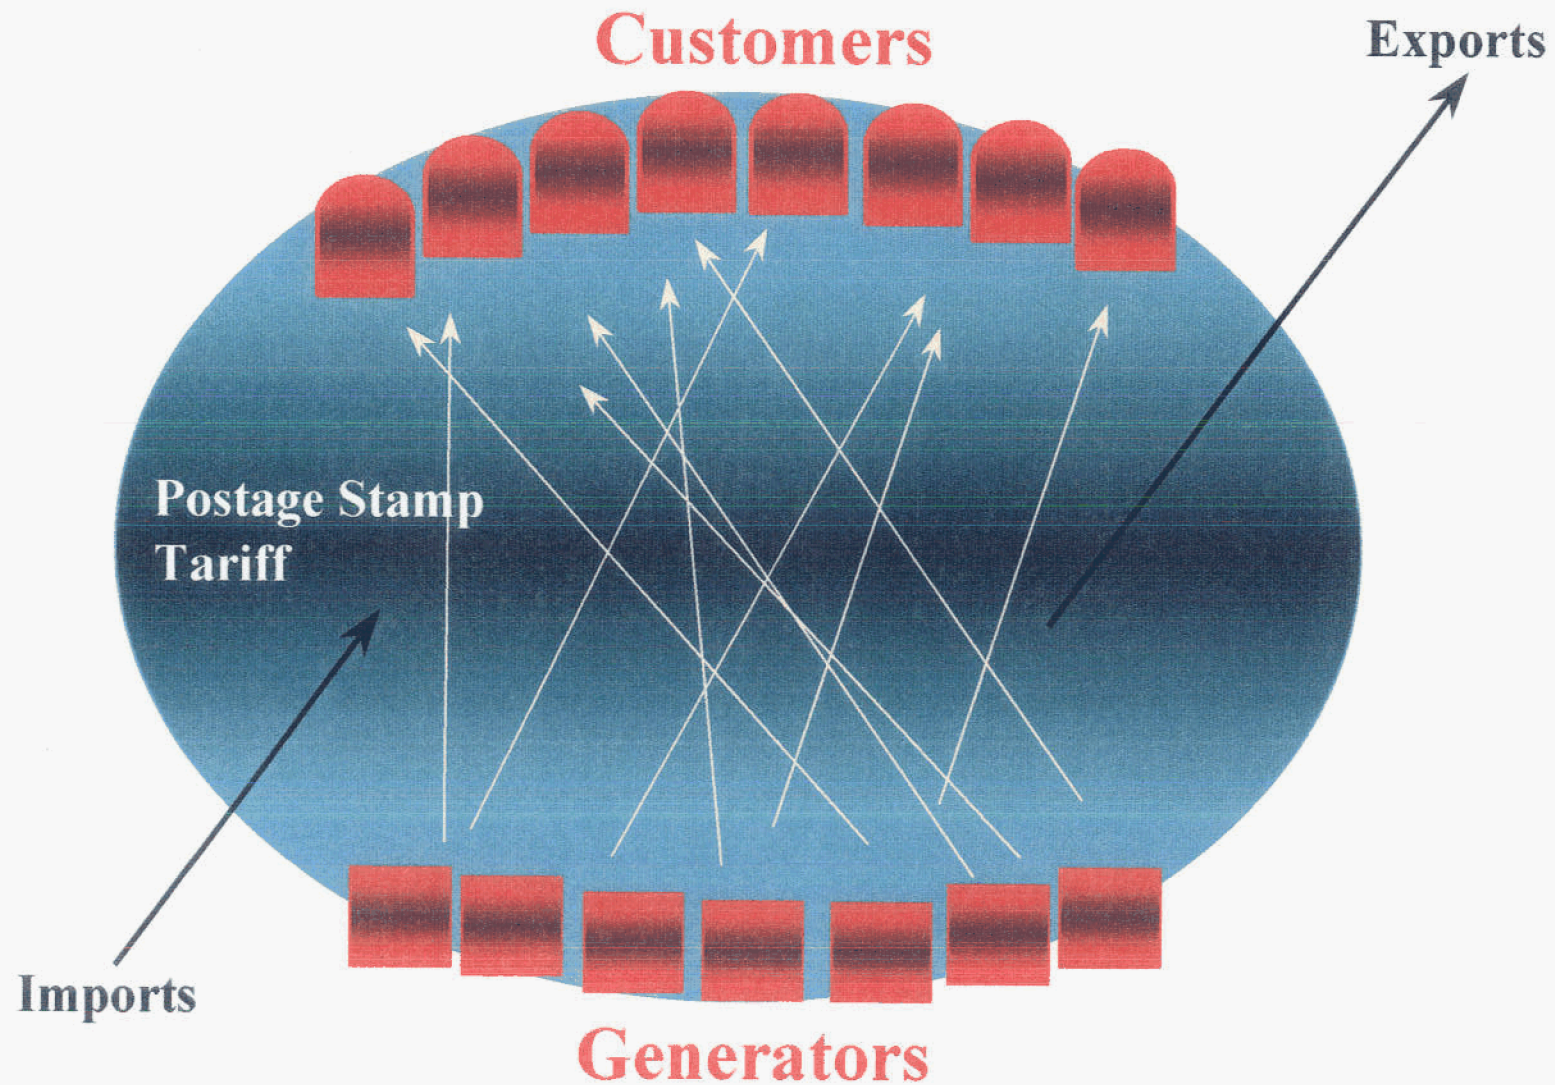 Customers
Exports
Postage Stamp
Tariff
Imports
Generators